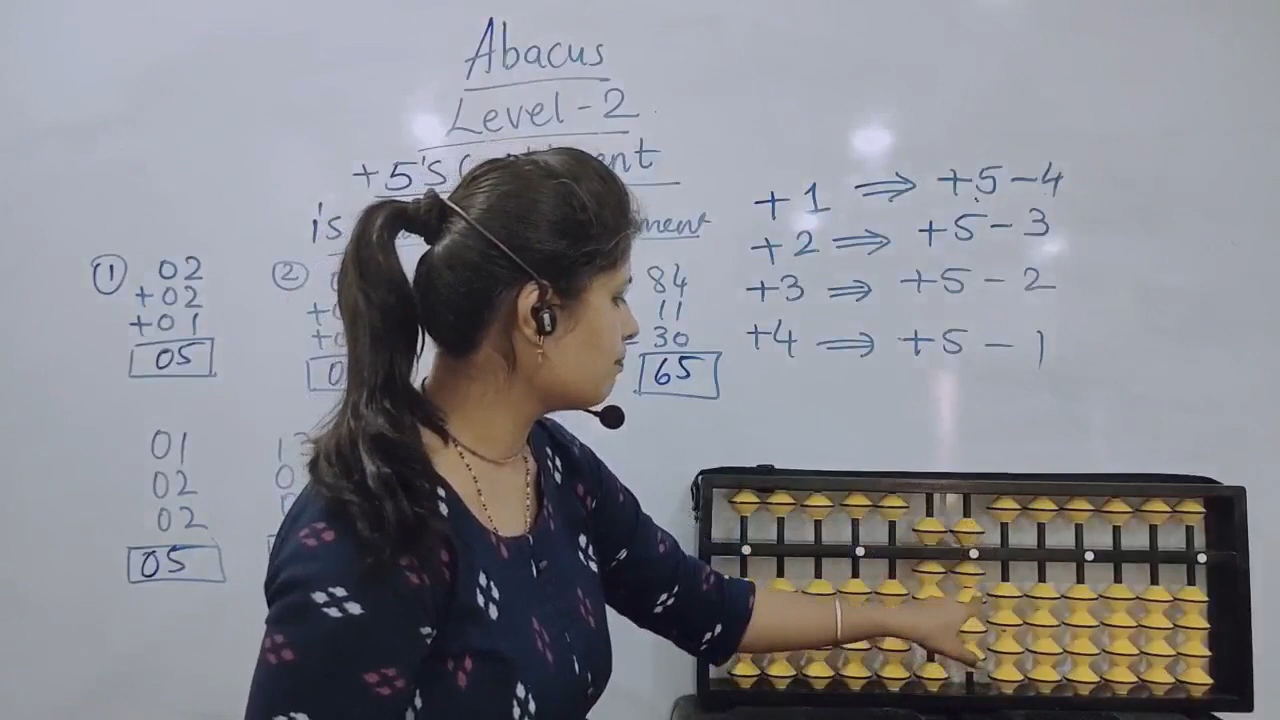 Abacus
Level-2
+5's
is
① 02
+02
+01
05
②
84
11
30
65
01
02
02
05
+1 ⇒ +5-4
+2 ⇒ +5-3
+3 ⇒ +5-2
+4 ⇒ +5-1